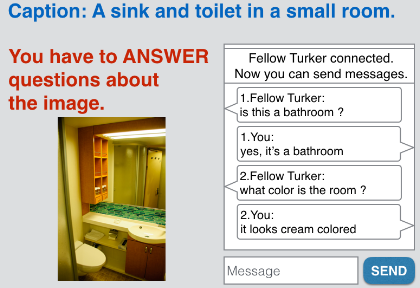 Caption: A sink and toilet in a small room.
You have to ANSWER
questions about
the image.
Fellow Turker connected.
Now you can send messages.
1.Fellow Turker:
is this a bathroom ?
1.You:
yes, it's a bathroom
2.Fellow Turker:
what color is the room ?
2.You:
it looks cream colored
Message
SEND